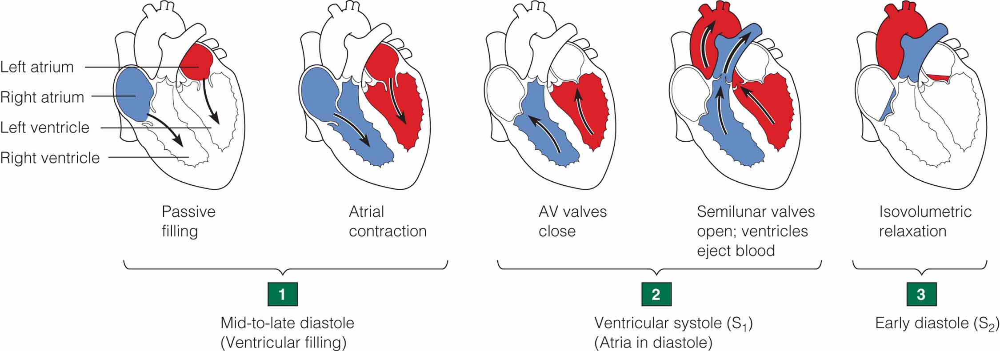 Left atrium
Right atrium
Left ventricle
Right ventricle
Passive
filling
Atrial
contraction
AV valves
close
Semilunar valves
open; ventricles
eject blood
Isovolumetric
relaxation
1
Mid-to-late diastole
(Ventricular filling)
2
Ventricular systole (S₁)
(Atria in diastole)
3
Early diastole (S₂)